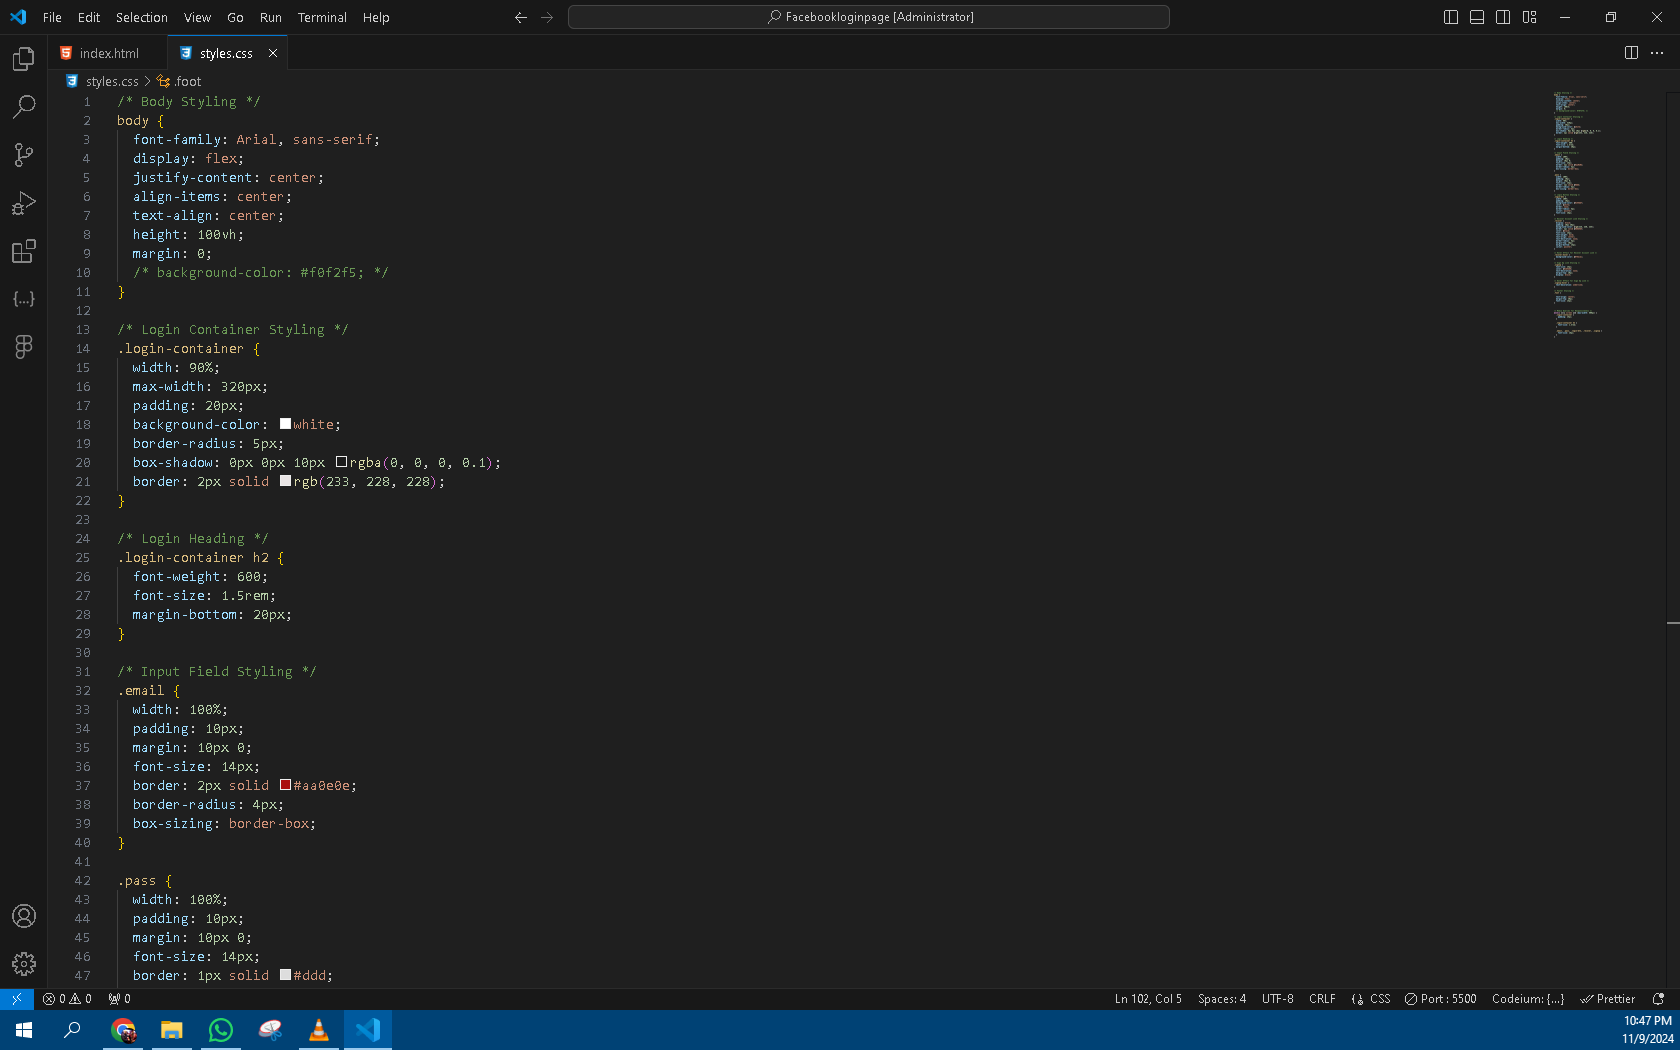 File Edit Selection View Go Run Terminal Help
Facebookloginpage [Administrator]
index.html
styles.css
styles.css > .foot
1 /* Body Styling */
2 body {
3 font-family: Arial, sans-serif;
4 display: flex;
5 justify-content: center;
6 align-items: center;
7 text-align: center;
8 height: 100vh;
9 margin: 0;
10 /* background-color: #f0f2f5; */
11 }
12
13 /* Login Container Styling */
14 .login-container {
15 width: 90%;
16 max-width: 320px;
17 padding: 20px;
18 background-color: white;
19 border-radius: 5px;
20 box-shadow: 0px 0px 10px rgba(0, 0, 0, 0.1);
21 border: 2px solid rgb(233, 228, 228);
22 }
23
24 /* Login Heading */
25 .login-container h2 {
26 font-weight: 600;
27 font-size: 1.5rem;
28 margin-bottom: 20px;
29 }
30
31 /* Input Field Styling */
32 .email {
33 width: 100%;
34 padding: 10px;
35 margin: 10px 0;
36 font-size: 14px;
37 border: 2px solid #aa0e0e;
38 border-radius: 4px;
39 box-sizing: border-box;
40 }
41
42 .pass {
43 width: 100%;
44 padding: 10px;
45 margin: 10px 0;
46 font-size: 14px;
47 border: 1px solid #ddd;
0 0 0 Ln 102, Col 5 Spaces: 4 UTF-8 CRLF CSS Port : 5500 Codeium: {...} Prettier
10:47 PM
11/9/2024